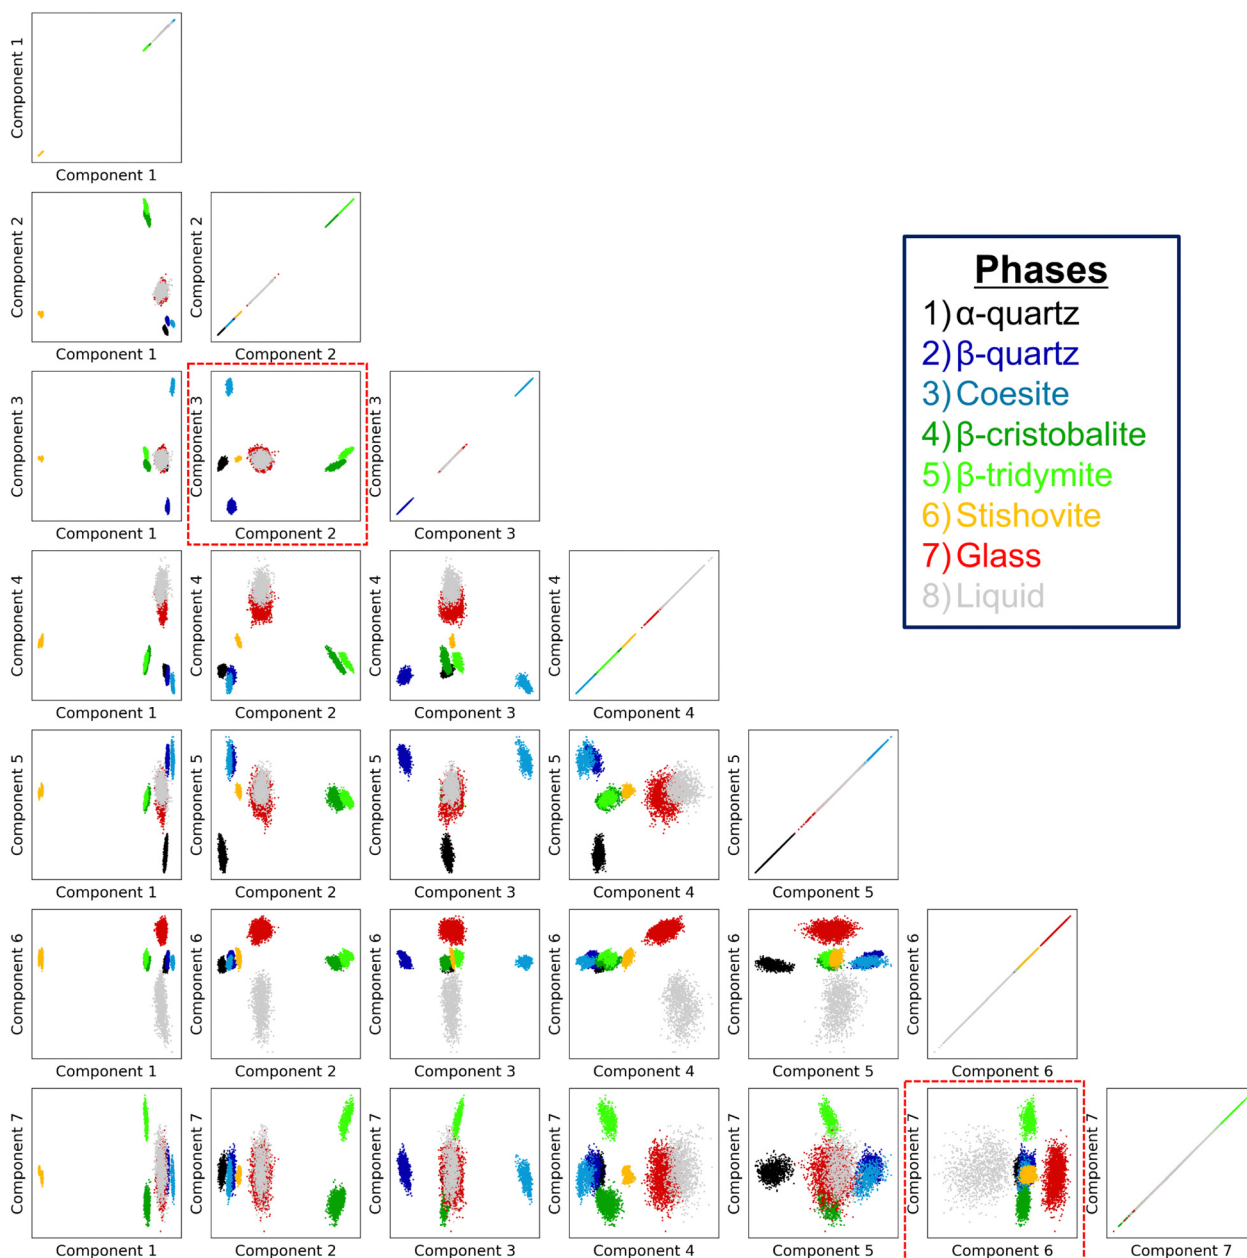 Component 1
Component 1
Component 2
Component 2
Component 1
Component 2
Phases
1) α-quartz
2) β-quartz
3) Coesite
4) β-cristobalite
5) β-tridymite
6) Stishovite
7) Glass
8) Liquid
Component 3
Component 3
Component 3
Component 1
Component 2
Component 3
Component 4
Component 4
Component 4
Component 4
Component 1
Component 2
Component 3
Component 4
Component 5
Component 5
Component 5
Component 5
Component 5
Component 1
Component 2
Component 3
Component 4
Component 5
Component 6
Component 6
Component 6
Component 6
Component 6
Component 6
Component 1
Component 2
Component 3
Component 4
Component 5
Component 6
Component 7
Component 7
Component 7
Component 7
Component 7
Component 7
Component 7
Component 1
Component 2
Component 3
Component 4
Component 5
Component 6
Component 7